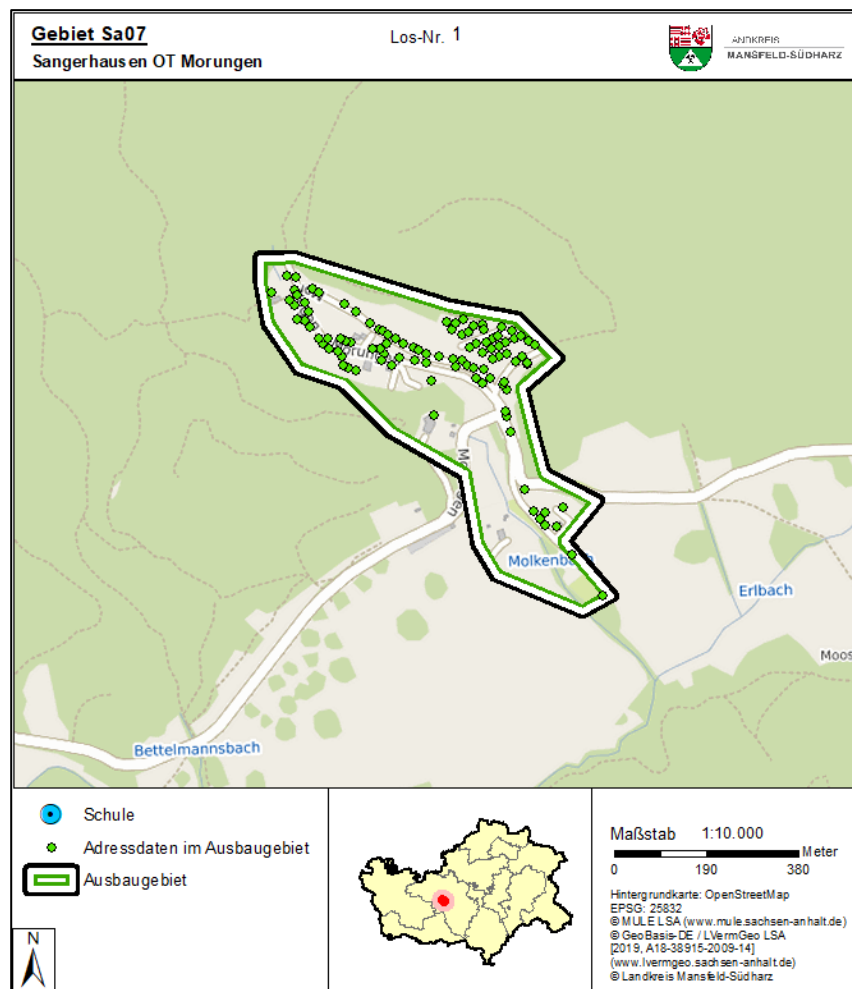 Gebiet Sa07
Los-Nr. 1
Sangerhausen OT Morungen
ANDKREIS
MANSFELD-SÜDHARZ
Molkenbach
Erlbach
Moos
Bettelmannsbach
Schule
Adressdaten im Ausbaugebiet
Ausbaugebiet
N
Maßstab 1:10.000
Meter
0 190 380
Hintergrundkarte: OpenStreetMap
EPSG: 25832
© MULE LSA (www.mule.sachsen-anhalt.de)
© GeoBasis-DE / LVermGeo LSA
[2019, A18-38915-2009-14]
(www.lvermgeo.sachsen-anhalt.de)
© Landkreis Mansfeld-Südharz